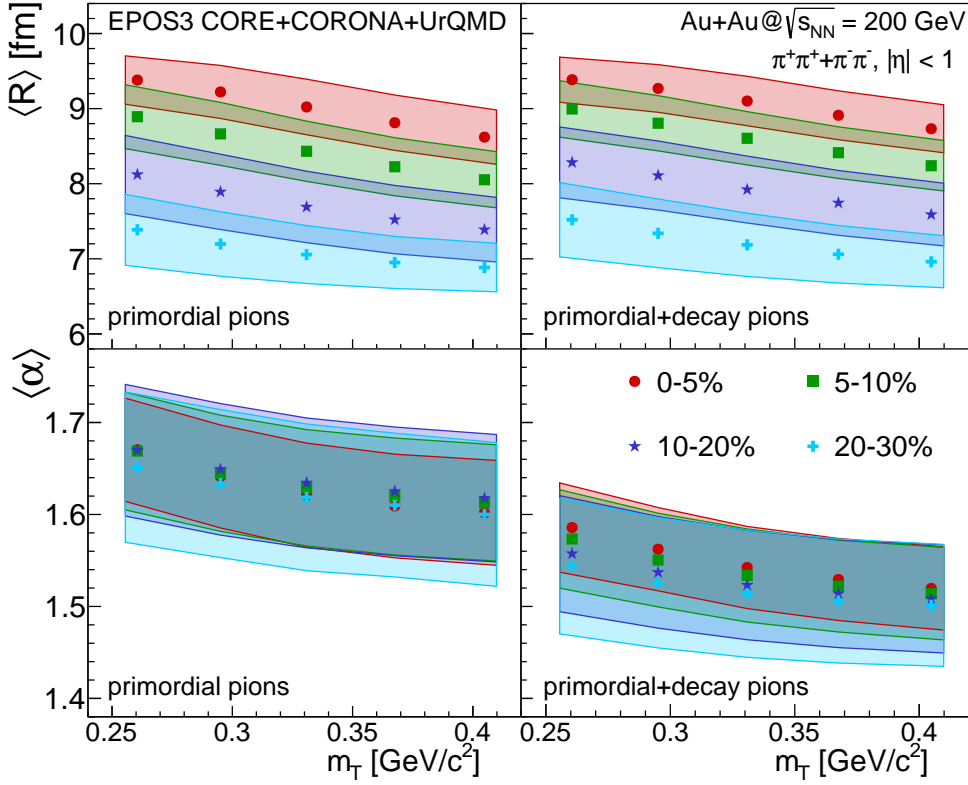 EPOS3 CORE+CORONA+UrQMD
Au+Au@√s_NN = 200 GeV
π⁺π⁺+π⁻π⁻, |η| < 1
⟨R⟩ [fm]
10
9
8
7
6
primordial pions
primordial+decay pions
⟨α⟩
1.7
1.6
1.5
1.4
0-5%
5-10%
10-20%
20-30%
primordial pions
primordial+decay pions
0.25
0.3
0.35
0.4
0.25
0.3
0.35
0.4
m_T [GeV/c²]
m_T [GeV/c²]